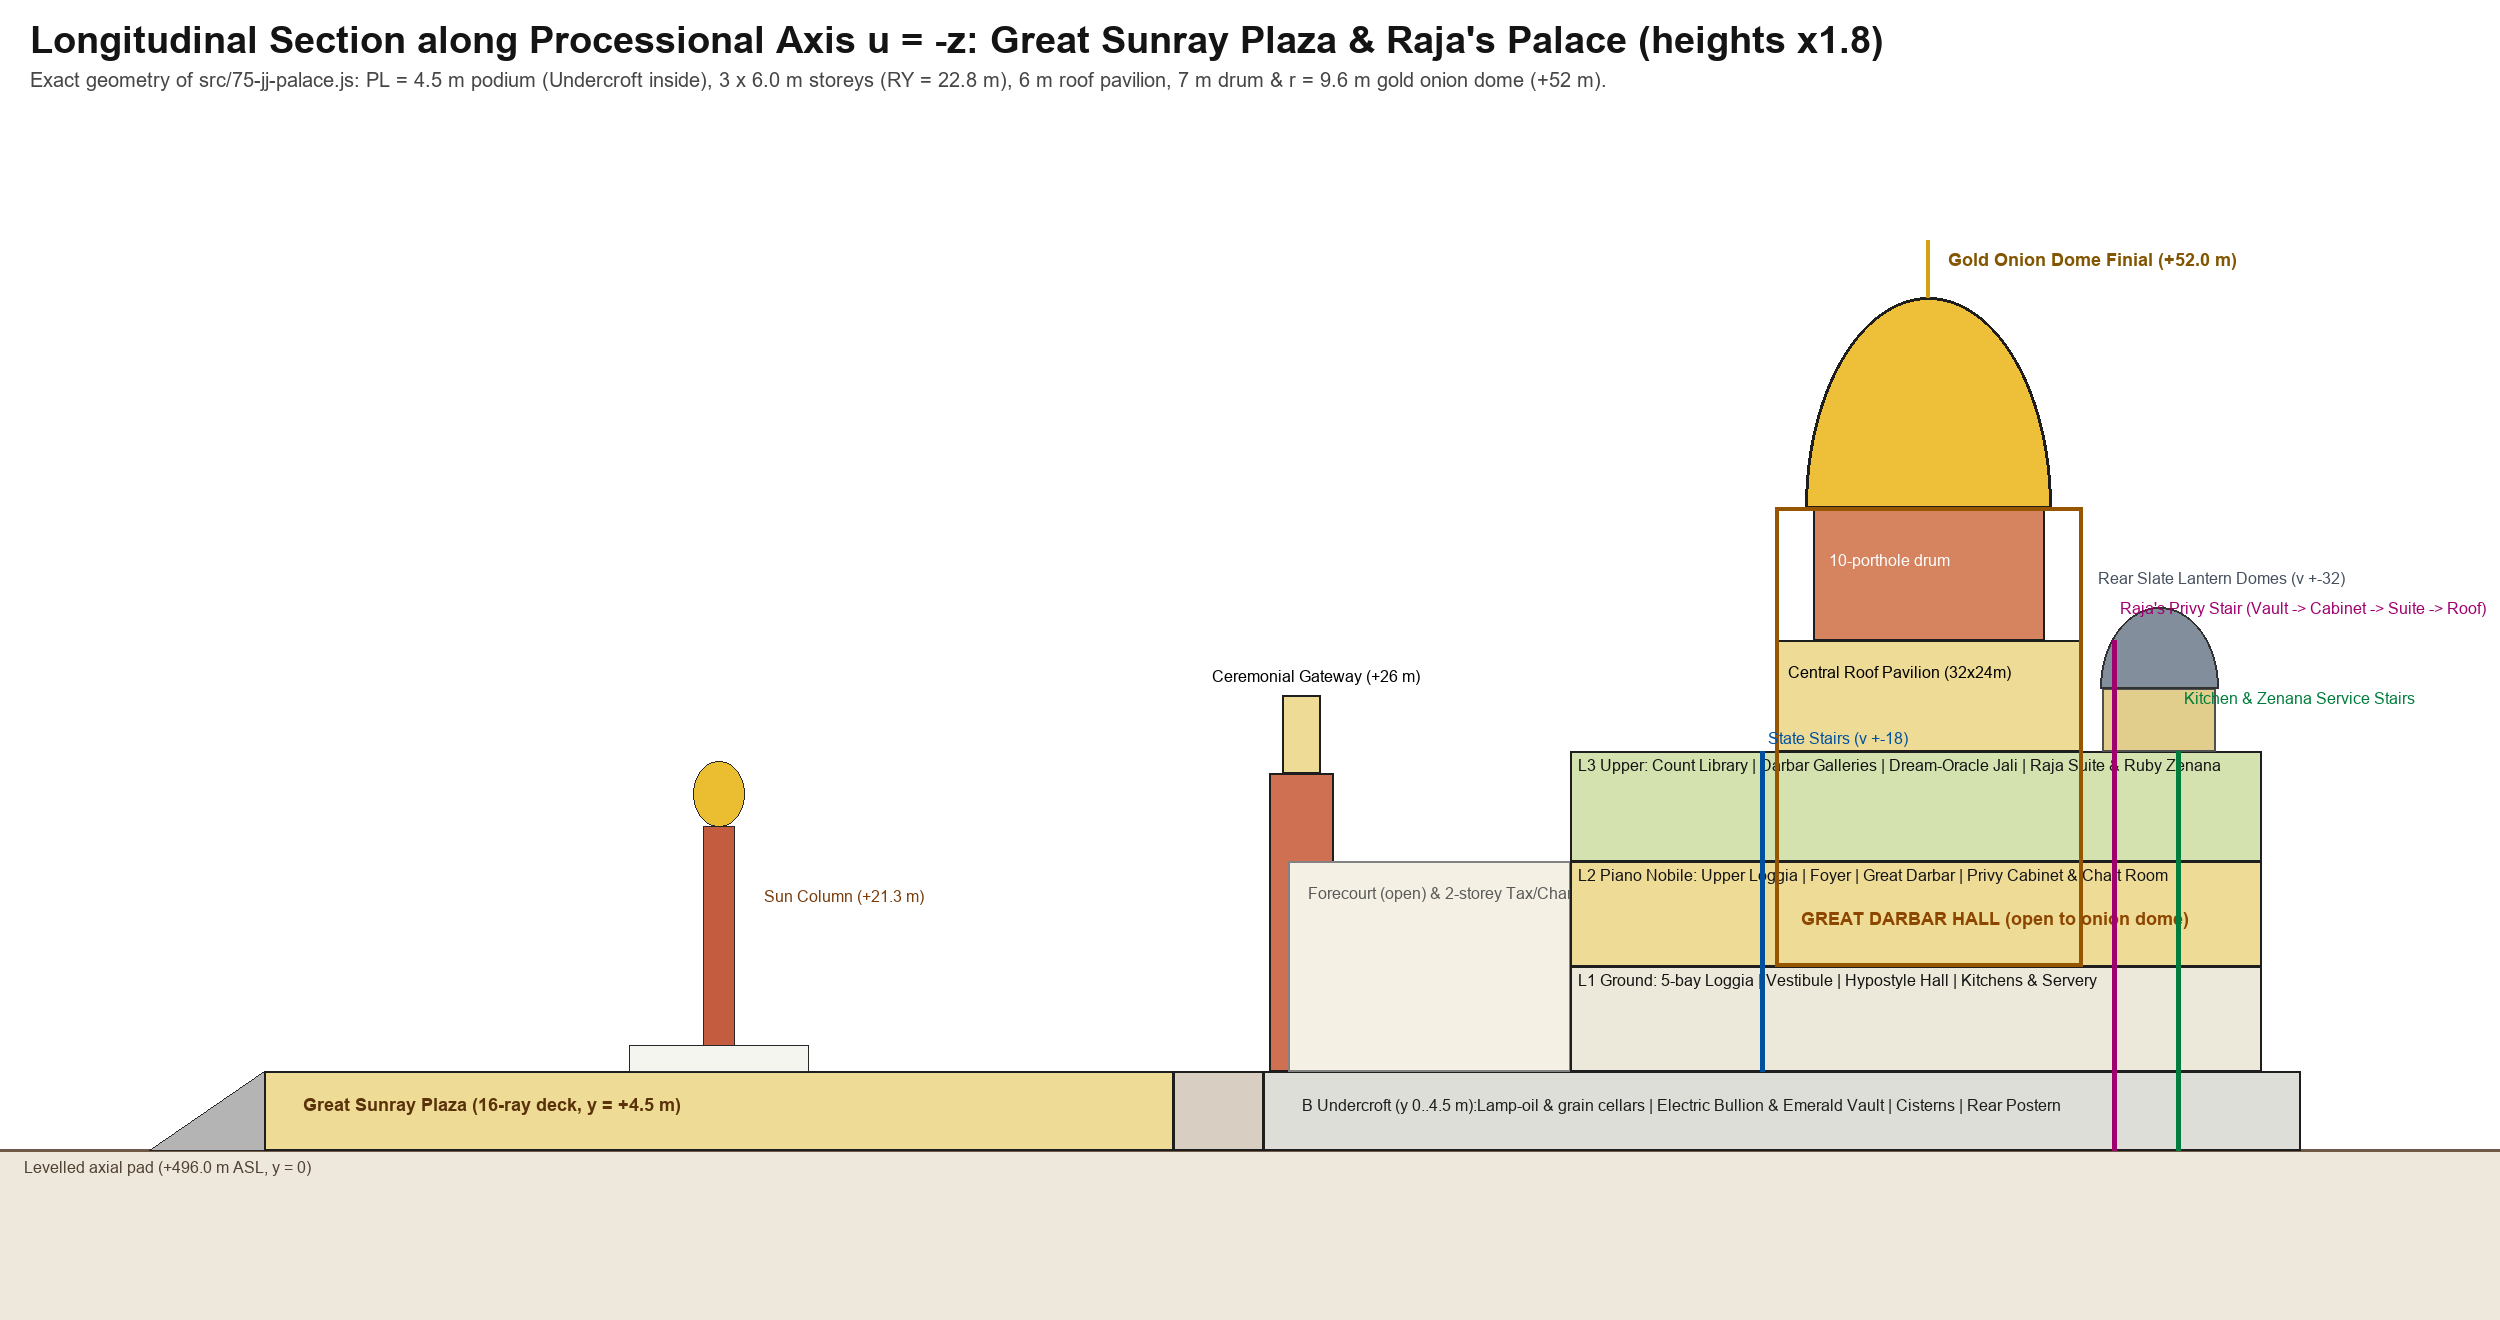 Longitudinal Section along Processional Axis u = -z: Great Sunray Plaza & Raja's Palace (heights x1.8)
Exact geometry of src/75-jj-palace.js: PL = 4.5 m podium (Undercroft inside), 3 x 6.0 m storeys (RY = 22.8 m), 6 m roof pavilion, 7 m drum & r = 9.6 m gold onion dome (+52 m).
Gold Onion Dome Finial (+52.0 m)
10-porthole drum
Rear Slate Lantern Domes (v +-32)
Raja's Privy Stair (Vault -> Cabinet -> Suite -> Roof)
Ceremonial Gateway (+26 m)
Central Roof Pavilion (32x24m)
Kitchen & Zenana Service Stairs
State Stairs (v +-18)
L3 Upper: Count Library | Darbar Galleries | Dream-Oracle Jali | Raja Suite & Ruby Zenana
Sun Column (+21.3 m)
Forecourt (open) & 2-storey Tax/Char
L2 Piano Nobile: Upper Loggia | Foyer | Great Darbar | Privy Cabinet & Chart Room
GREAT DARBAR HALL (open to onion dome)
L1 Ground: 5-bay Loggia | Vestibule | Hypostyle Hall | Kitchens & Servery
Great Sunray Plaza (16-ray deck, y = +4.5 m)
B Undercroft (y 0..4.5 m):Lamp-oil & grain cellars | Electric Bullion & Emerald Vault | Cisterns | Rear Postern
Levelled axial pad (+496.0 m ASL, y = 0)